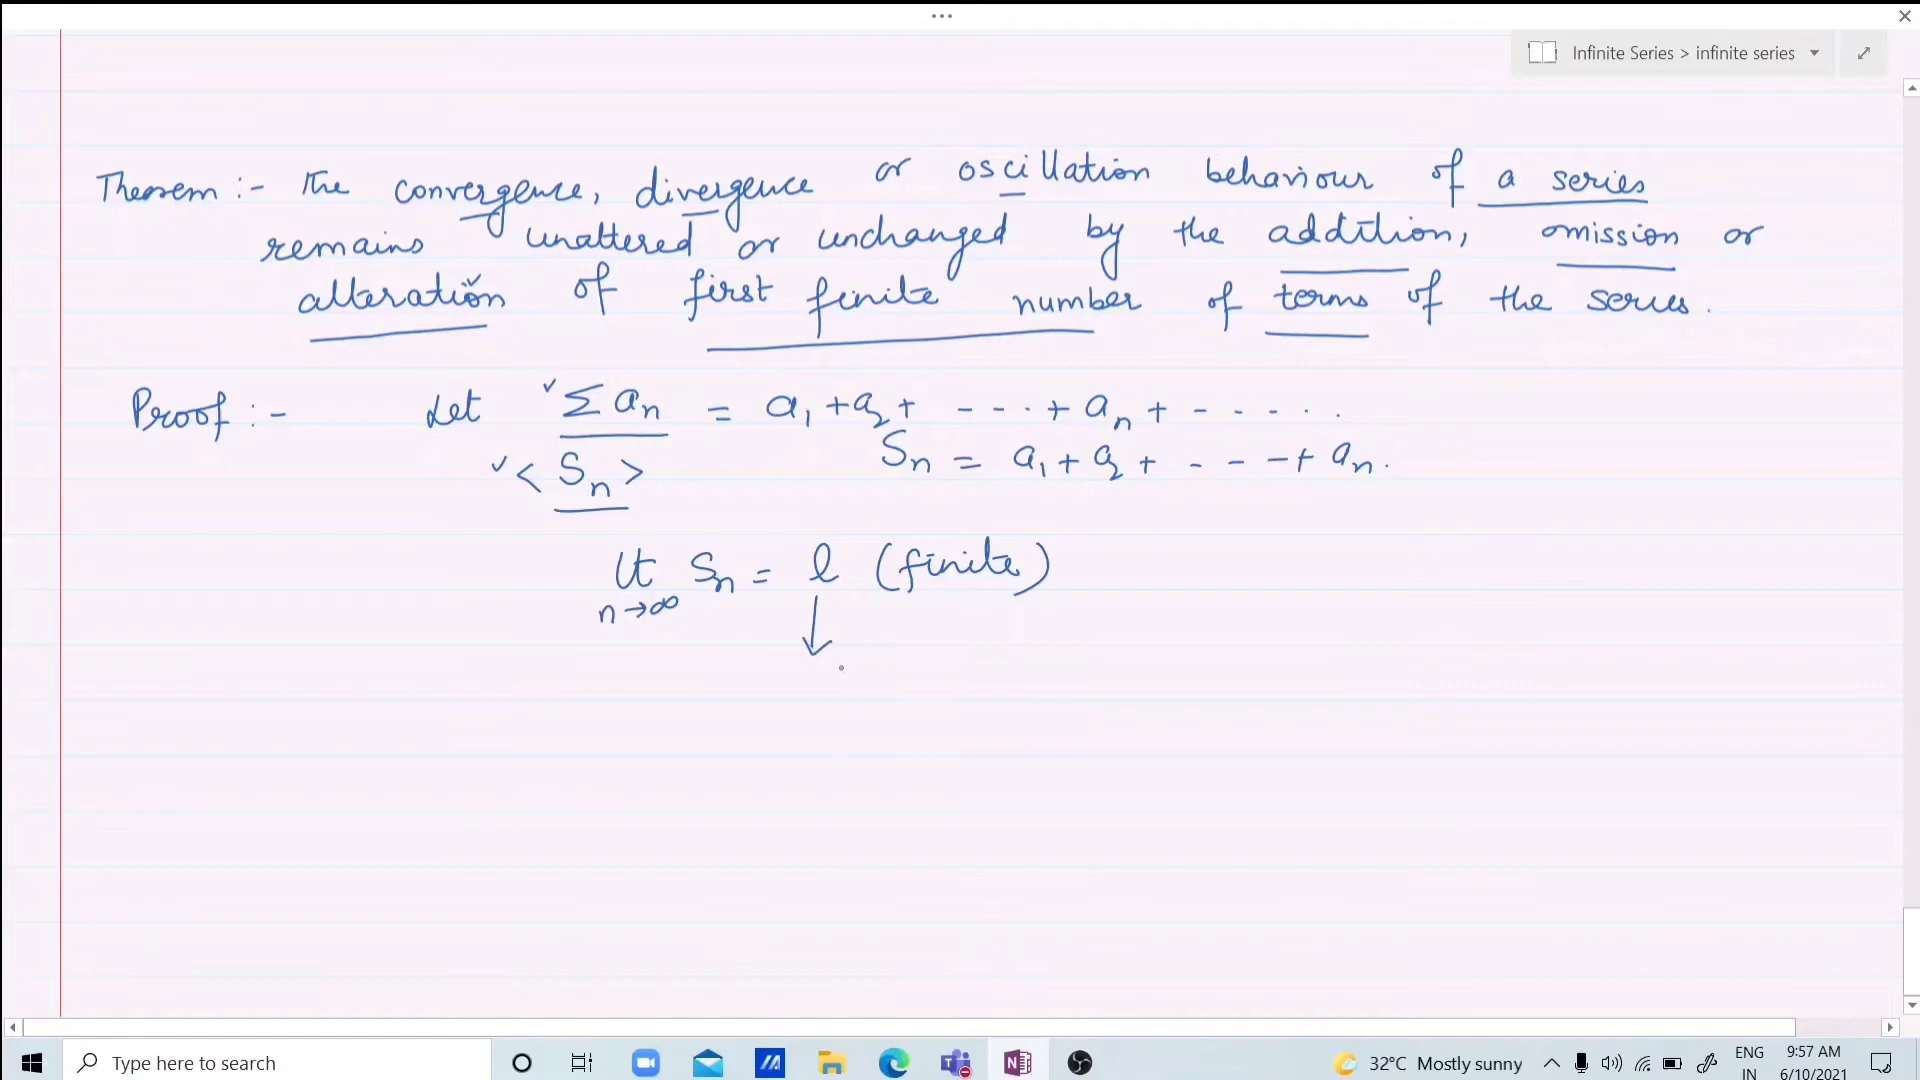 Infinite Series > infinite series
Theorem :- the convergence, divergence or oscillation behaviour of a series
remains unaltered or unchanged by the addition, omission or
alteration of first finite number of terms of the series.
Proof :- Let Σ an = a1 + a2 + - - - - + an + - - - - - -
< Sn > Sn = a1 + a2 + - - - + an.
lt Sn = l (finite)
n→∞
↓
Type here to search
32°C Mostly sunny
ENG
IN
9:57 AM
6/10/2021